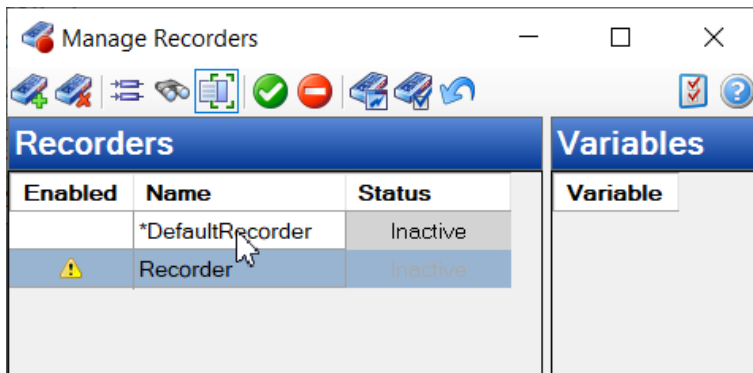 Manage Recorders
Recorders
Variables
Enabled Name Status
Variable
*DefaultRecorder Inactive
Recorder Inactive